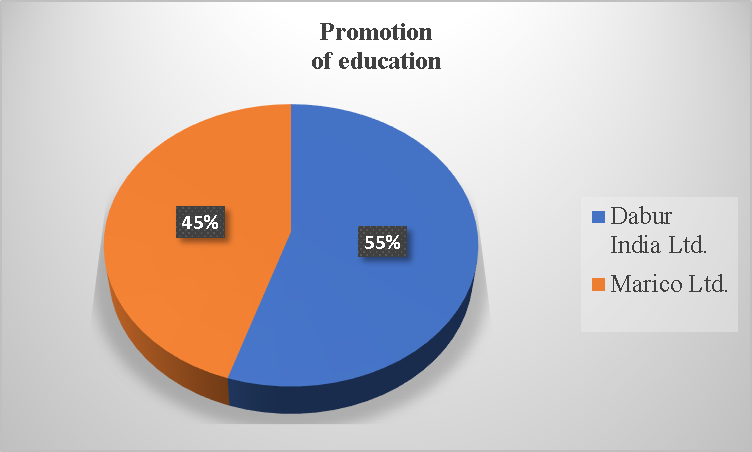 Promotion
of education
45%
55%
Dabur
India Ltd.
Marico Ltd.